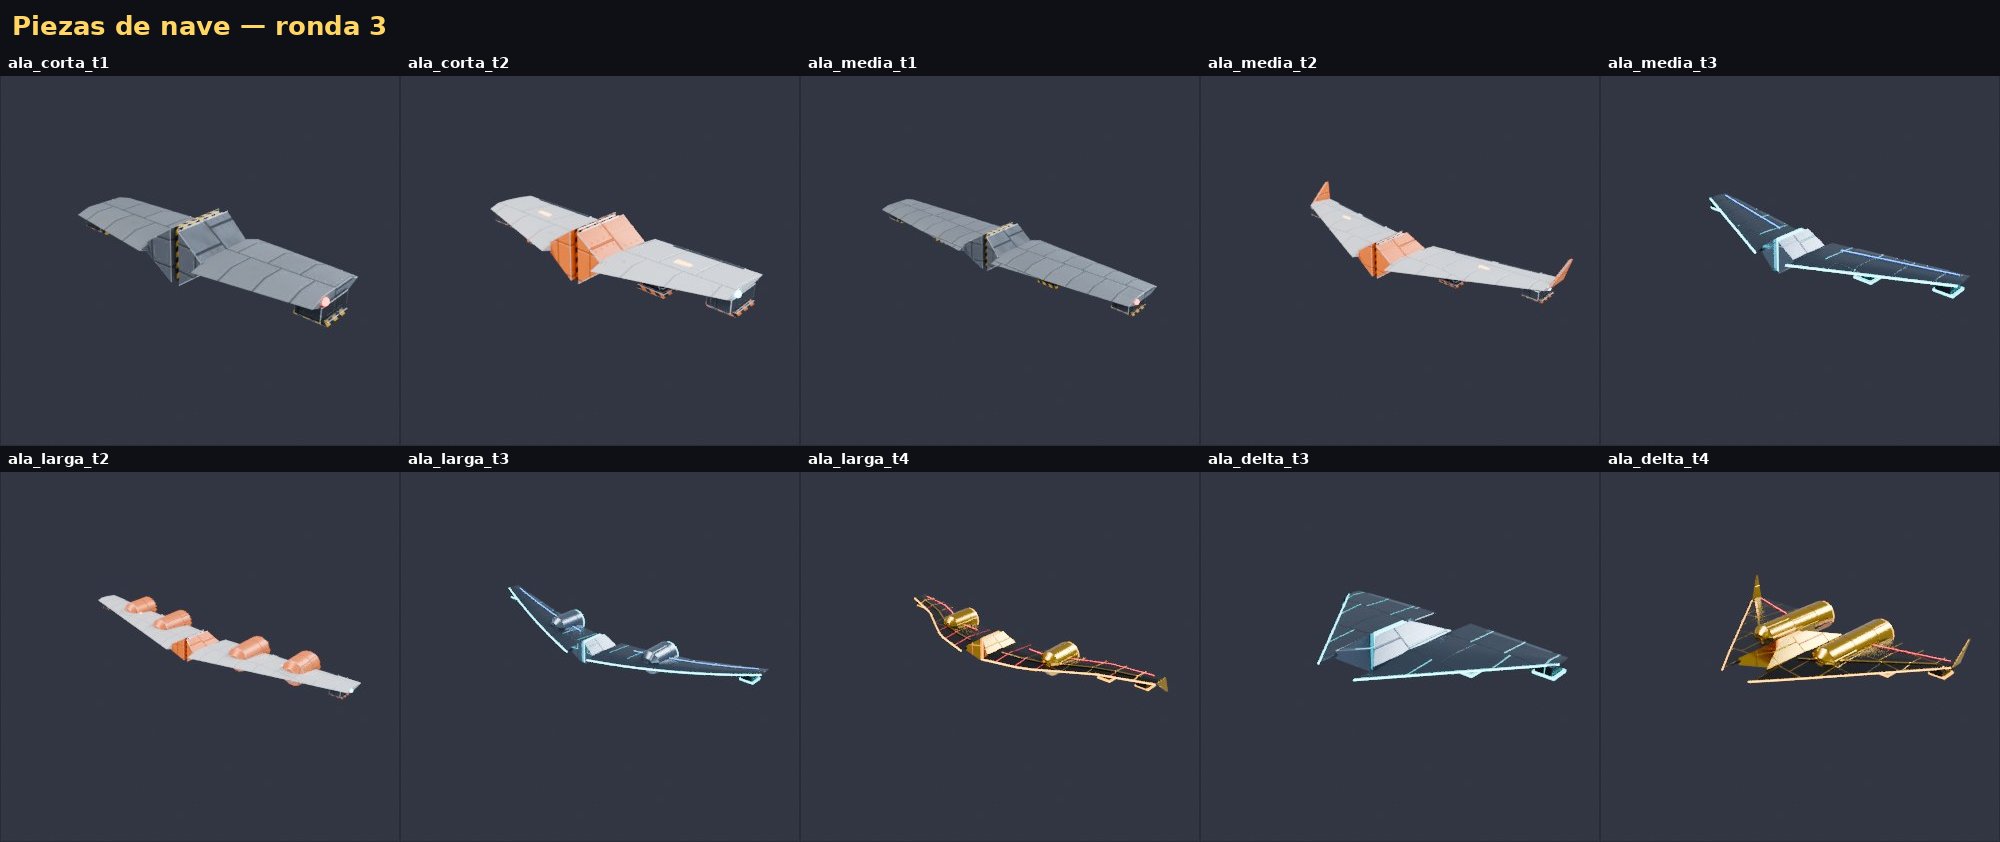 Piezas de nave — ronda 3
ala_corta_t1
ala_corta_t2
ala_media_t1
ala_media_t2
ala_media_t3
ala_larga_t2
ala_larga_t3
ala_larga_t4
ala_delta_t3
ala_delta_t4